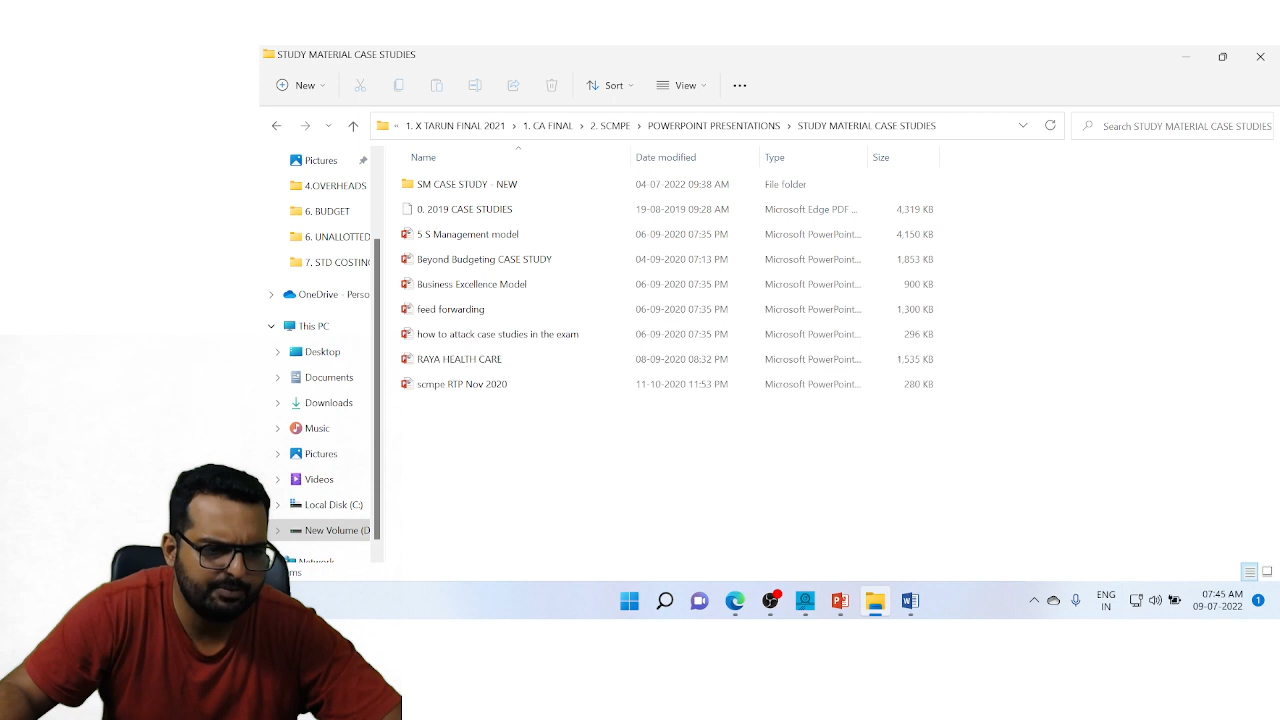 STUDY MATERIAL CASE STUDIES
New Sort View
« 1. X TARUN FINAL 2021 > 1. CA FINAL > 2. SCMPE > POWERPOINT PRESENTATIONS > STUDY MATERIAL CASE STUDIES Search STUDY MATERIAL CASE STUDIES
Name Date modified Type Size
Pictures
4.OVERHEADS
6. BUDGET
6. UNALLOTTED
7. STD COSTING
OneDrive - Perso
This PC
Desktop
Documents
Downloads
Music
Pictures
Videos
Local Disk (C:)
New Volume (D
Network
ms
SM CASE STUDY - NEW 04-07-2022 09:38 AM File folder
0. 2019 CASE STUDIES 19-08-2019 09:28 AM Microsoft Edge PDF ... 4,319 KB
5 S Management model 06-09-2020 07:35 PM Microsoft PowerPoint... 4,150 KB
Beyond Budgeting CASE STUDY 04-09-2020 07:13 PM Microsoft PowerPoint... 1,853 KB
Business Excellence Model 06-09-2020 07:35 PM Microsoft PowerPoint... 900 KB
feed forwarding 06-09-2020 07:35 PM Microsoft PowerPoint... 1,300 KB
how to attack case studies in the exam 06-09-2020 07:35 PM Microsoft PowerPoint... 296 KB
RAYA HEALTH CARE 08-09-2020 08:32 PM Microsoft PowerPoint... 1,535 KB
scmpe RTP Nov 2020 11-10-2020 11:53 PM Microsoft PowerPoint... 280 KB
ENG
IN
07:45 AM
09-07-2022
1